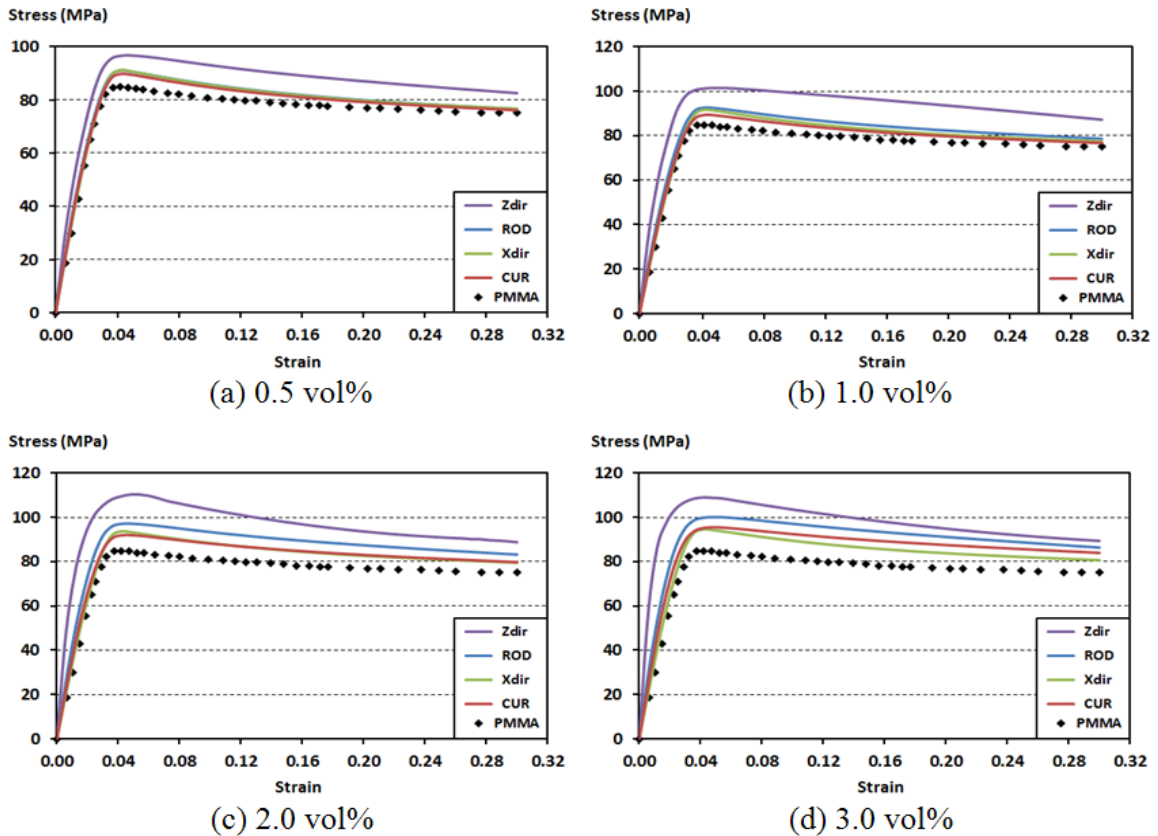 Stress (MPa)
100
80
60
40
20
0
Zdir
ROD
Xdir
CUR
PMMA
0.00 0.04 0.08 0.12 0.16 0.20 0.24 0.28 0.32
Strain
(a) 0.5 vol%
Stress (MPa)
120
100
80
60
40
20
0
Zdir
ROD
Xdir
CUR
PMMA
0.00 0.04 0.08 0.12 0.16 0.20 0.24 0.28 0.32
Strain
(b) 1.0 vol%
Stress (MPa)
120
100
80
60
40
20
0
Zdir
ROD
Xdir
CUR
PMMA
0.00 0.04 0.08 0.12 0.16 0.20 0.24 0.28 0.32
Strain
(c) 2.0 vol%
Stress (MPa)
120
100
80
60
40
20
0
Zdir
ROD
Xdir
CUR
PMMA
0.00 0.04 0.08 0.12 0.16 0.20 0.24 0.28 0.32
Strain
(d) 3.0 vol%